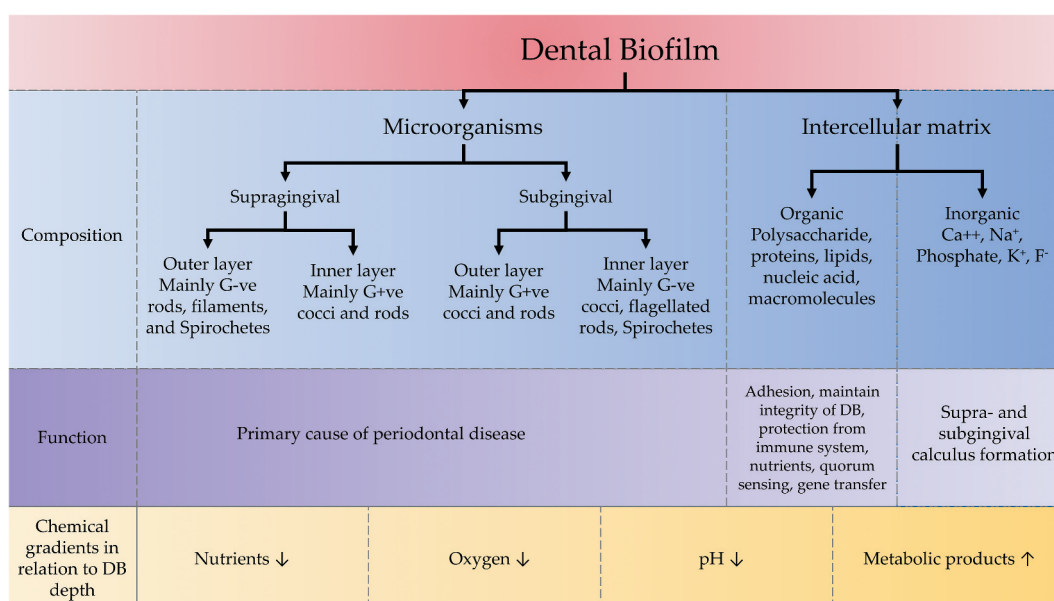 Dental Biofilm
Composition
Microorganisms
Intercellular matrix
Supragingival
Subgingival
Outer layer
Mainly G-ve
rods, filaments,
and Spirochetes
Inner layer
Mainly G+ve
cocci and rods
Outer layer
Mainly G+ve
cocci and rods
Inner layer
Mainly G-ve
cocci, flagellated
rods, Spirochetes
Organic
Polysaccharide,
proteins, lipids,
nucleic acid,
macromolecules
Inorganic
Ca++, Na⁺,
Phosphate, K⁺, F⁻
Function
Primary cause of periodontal disease
Adhesion, maintain
integrity of DB,
protection from
immune system,
nutrients, quorum
sensing, gene transfer
Supra- and
subgingival
calculus formation
Chemical
gradients in
relation to DB
depth
Nutrients ↓
Oxygen ↓
pH ↓
Metabolic products ↑